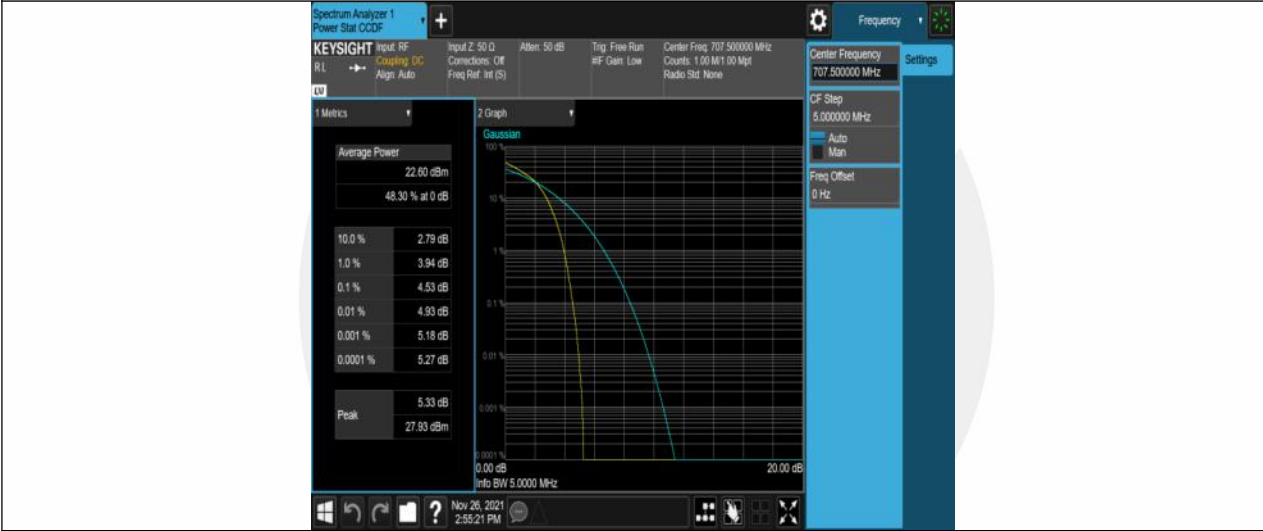 Spectrum Analyzer 1
Power Stat CCDF
+
Frequency
KEYSIGHT
RL
LV
Input: RF
Coupling: DC
Align: Auto
Input Z: 50 Ω
Corrections: Off
Freq Ref: Int (S)
Atten: 50 dB
Trig: Free Run
#IF Gain: Low
Center Freq: 707.500000 MHz
Counts: 1.00 M/1.00 Mpt
Radio Std: None
Center Frequency
707.500000 MHz
Settings
CF Step
5.000000 MHz
Auto
Man
Freq Offset
0 Hz
1 Metrics
Average Power
22.60 dBm
48.30 % at 0 dB
10.0 % 2.79 dB
1.0 % 3.94 dB
0.1 % 4.53 dB
0.01 % 4.93 dB
0.001 % 5.18 dB
0.0001 % 5.27 dB
Peak
5.33 dB
27.93 dBm
2 Graph
Gaussian
100 %
10 %
1 %
0.1 %
0.01 %
0.001 %
0.0001 %
0.00 dB 20.00 dB
Info BW 5.0000 MHz
?
Nov 26, 2021
2:55:21 PM